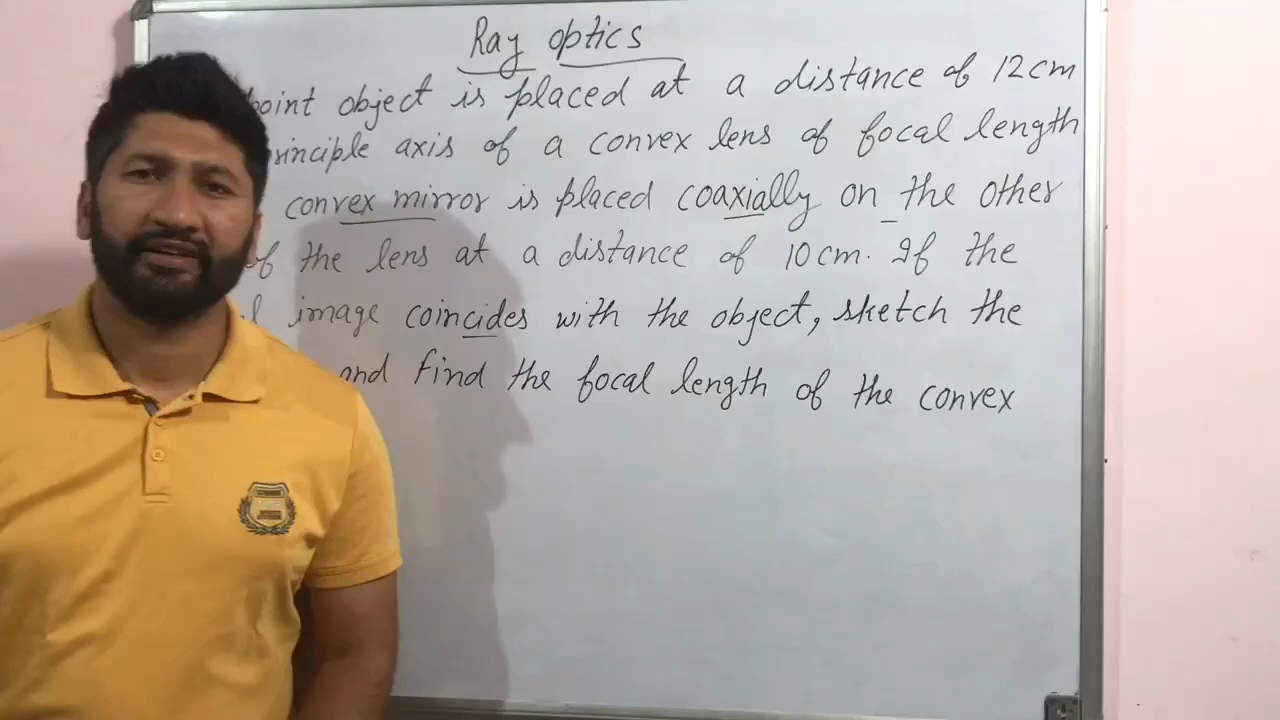 Ray optics
point object is placed at a distance of 12cm
principle axis of a convex lens of focal length
convex mirror is placed coaxially on the other
of the lens at a distance of 10cm. If the
image coincides with the object, sketch the
and find the focal length of the convex